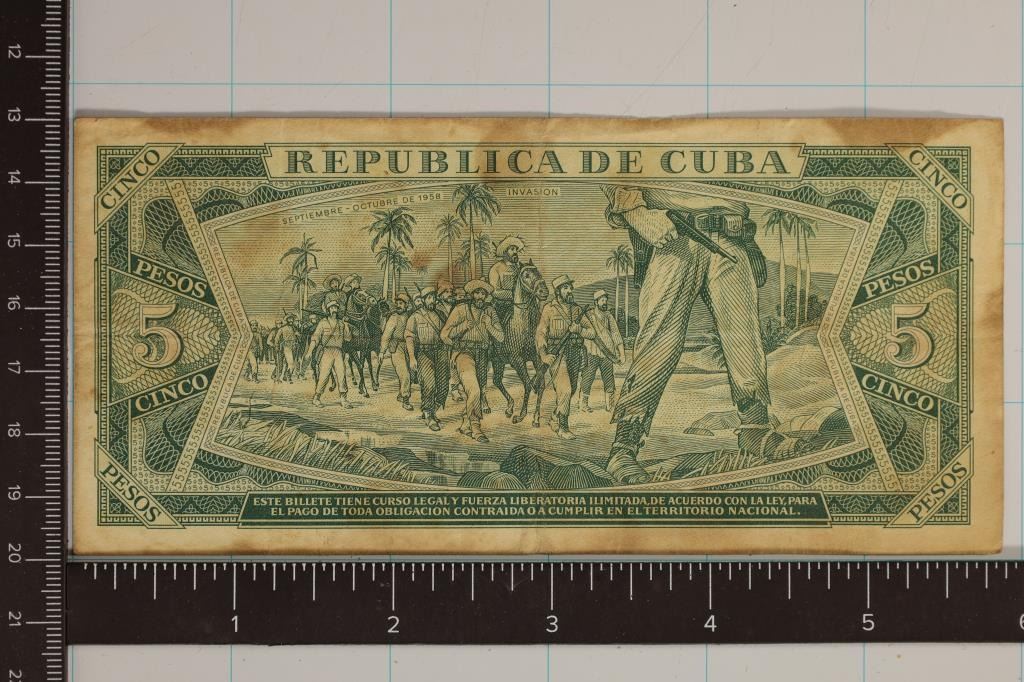 12
13
14
15
16
17
18
19
20
21
REPUBLICA DE CUBA
CINCO
CINCO
SEPTIEMBRE - OCTUBRE DE 1958
INVASION
PESOS
PESOS
5
5
CINCO
CINCO
PESOS
PESOS
ESTE BILLETE TIENE CURSO LEGAL Y FUERZA LIBERATORIA ILIMITADA, DE ACUERDO CON LA LEY, PARA
EL PAGO DE TODA OBLIGACION CONTRAIDA O A CUMPLIR EN EL TERRITORIO NACIONAL.
1
2
3
4
5